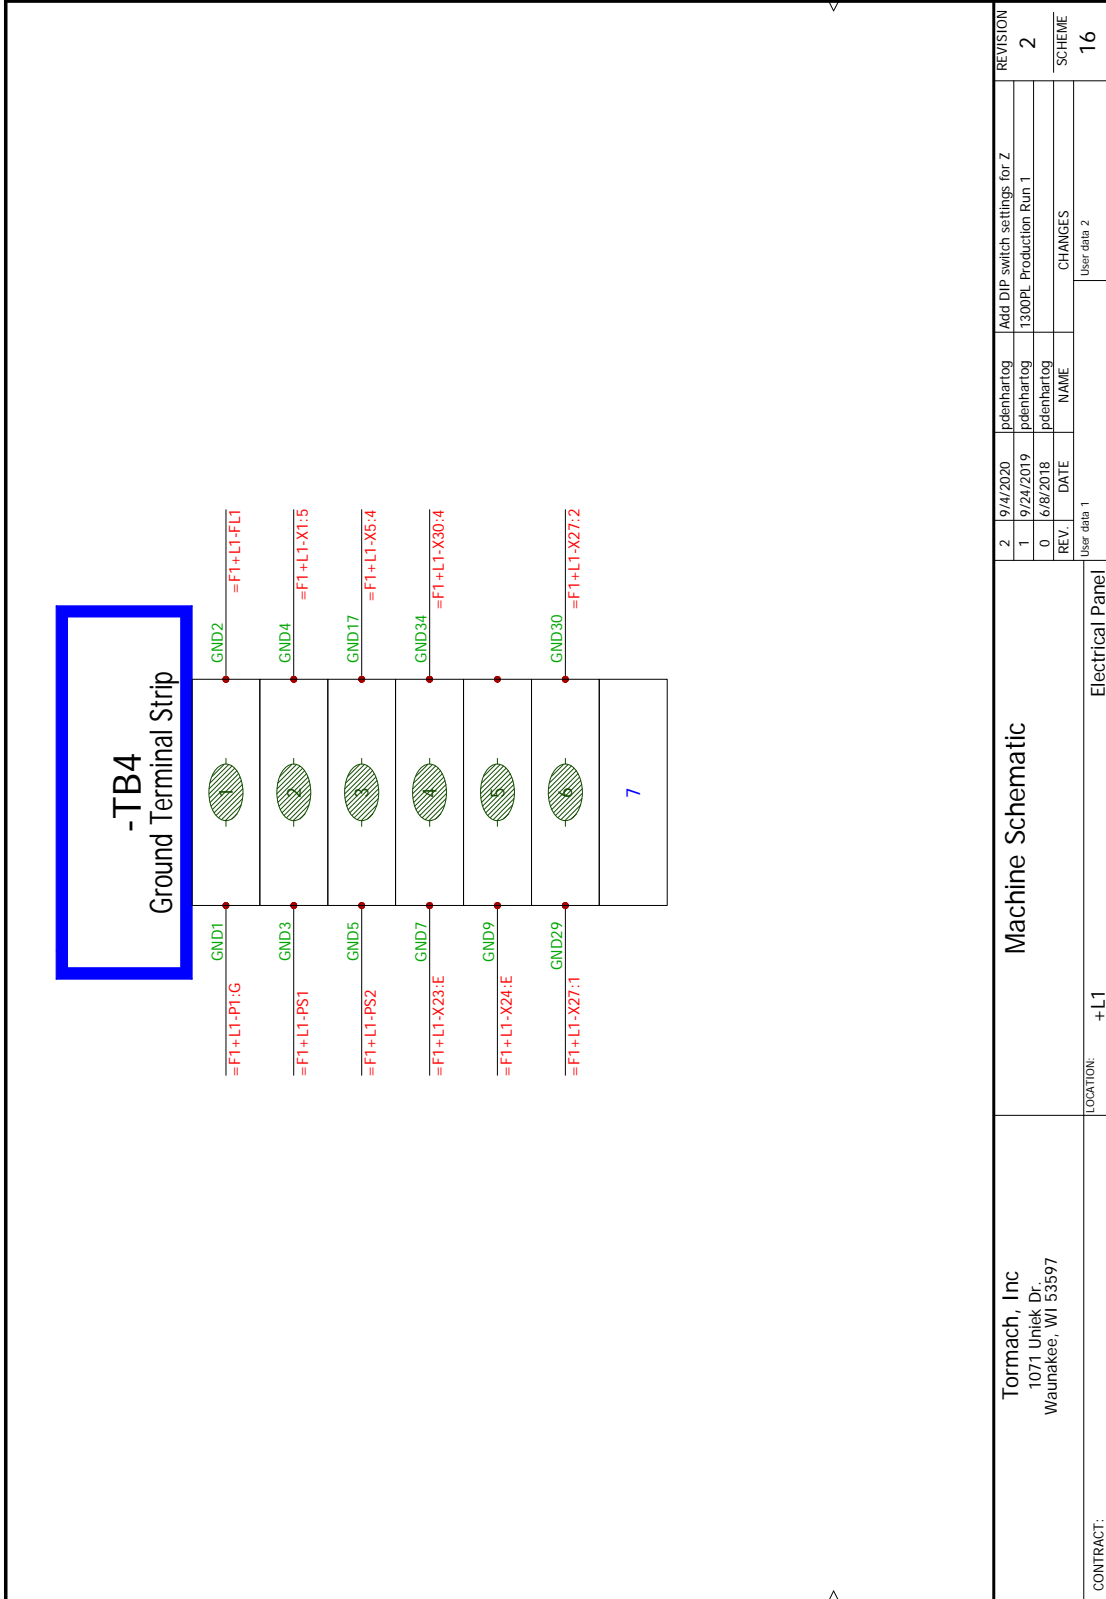 -TB4
Ground Terminal Strip
=F1+L1-P1:G
GND1
1
GND2
=F1+L1-FL1
=F1+L1-PS1
GND3
2
GND4
=F1+L1-X1:5
=F1+L1-PS2
GND5
3
GND17
=F1+L1-X5:4
=F1+L1-X23:E
GND7
4
GND34
=F1+L1-X30:4
=F1+L1-X24:E
GND9
5
=F1+L1-X27:1
GND29
6
GND30
=F1+L1-X27:2
7
Tormach, Inc
1071 Uniek Dr.
Waunakee, WI 53597
CONTRACT:
Machine Schematic
LOCATION:
+L1
Electrical Panel
2 9/4/2020 pdenhartog Add DIP switch settings for Z
1 9/24/2019 pdenhartog 1300PL Production Run 1
0 6/8/2018 pdenhartog
REV. DATE NAME CHANGES
User data 1
User data 2
REVISION
2
SCHEME
16